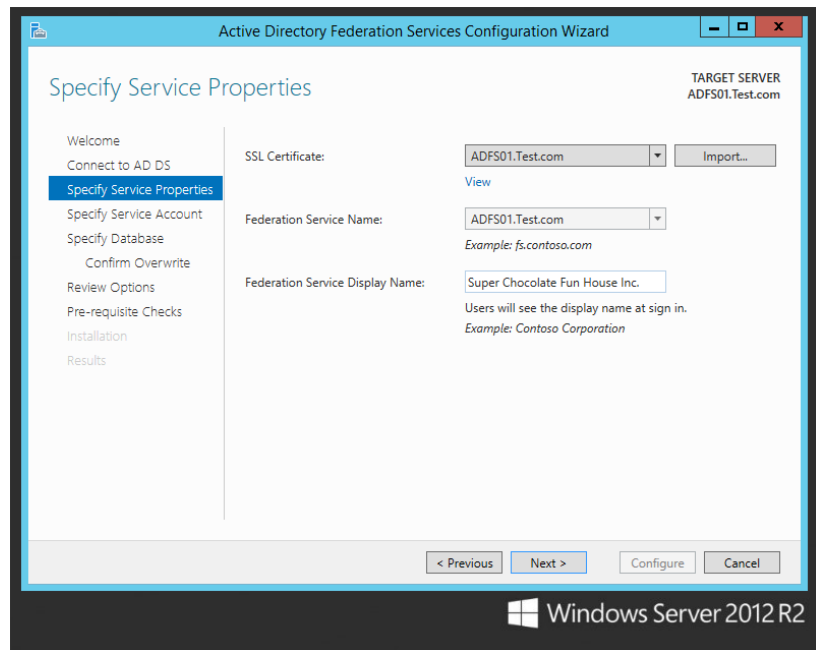 Active Directory Federation Services Configuration Wizard
Specify Service Properties
TARGET SERVER
ADFS01.Test.com
Welcome
Connect to AD DS
Specify Service Properties
Specify Service Account
Specify Database
Confirm Overwrite
Review Options
Pre-requisite Checks
Installation
Results
SSL Certificate:
ADFS01.Test.com
Import...
View
Federation Service Name:
ADFS01.Test.com
Example: fs.contoso.com
Federation Service Display Name:
Super Chocolate Fun House Inc.
Users will see the display name at sign in.
Example: Contoso Corporation
< Previous
Next >
Configure
Cancel
Windows Server 2012 R2